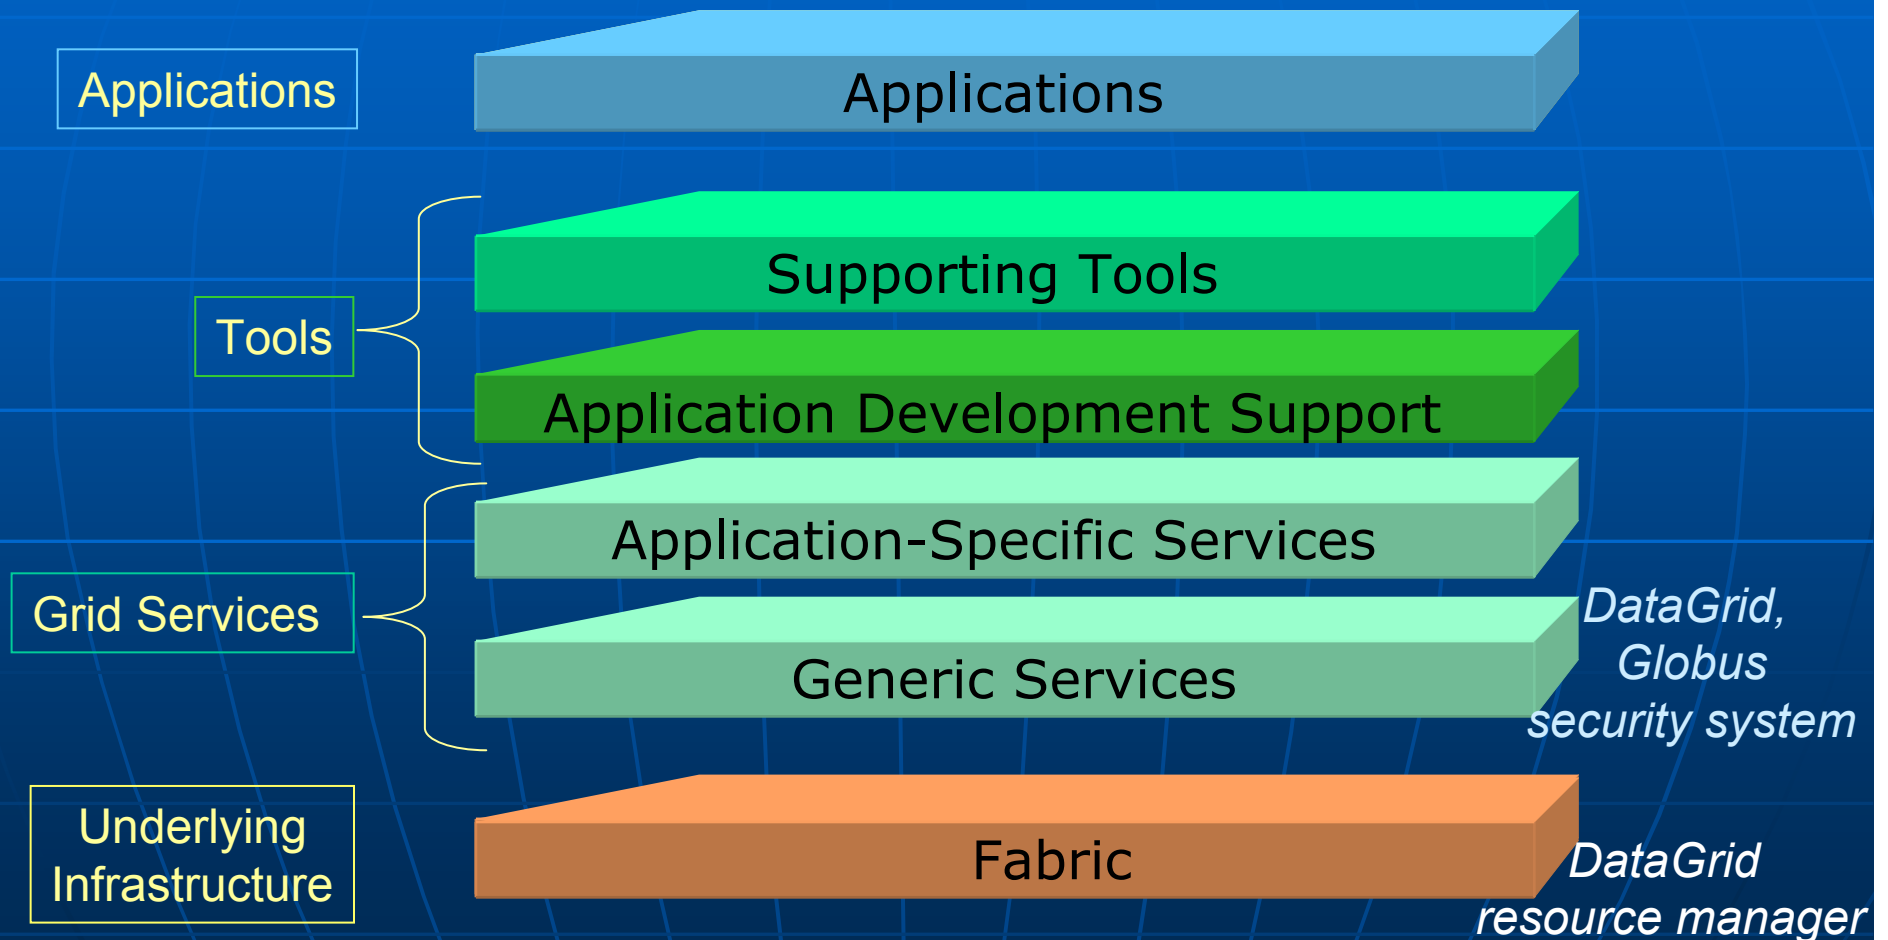 Applications
Applications
Supporting Tools
Tools
Application Development Support
Application-Specific Services
Grid Services
DataGrid,
Globus
security system
Generic Services
Underlying
Infrastructure
Fabric
DataGrid
resource manager